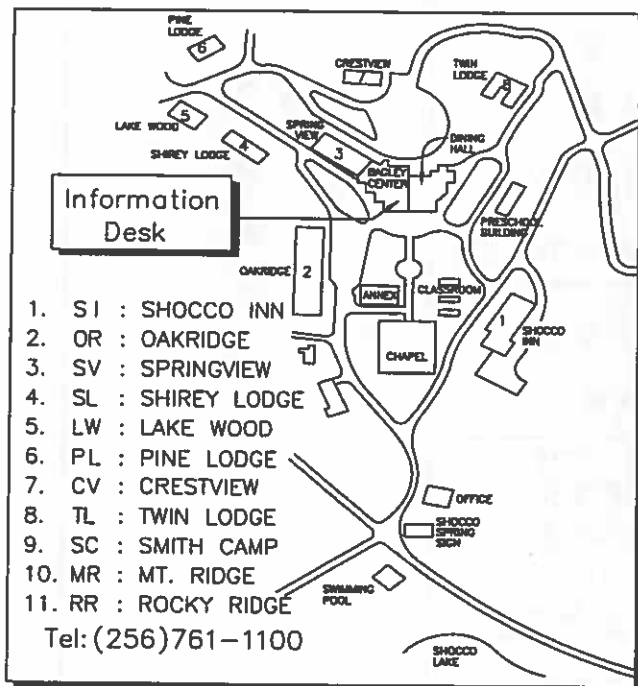 PINE
LODGE
6
CRESTVIEW
7
TWIN
LODGE
8
5
LAKE WOOD
SPRING
VIEW
DINING
HALL
4
SHIREY LODGE
3
BAGLEY
CENTER
Information
Desk
PRESCHOOL
BUILDING
OAKRIDGE
2
ANNEX
CLASSROOM
1
SHOCCO
INN
CHAPEL
1. SI : SHOCCO INN
2. OR : OAKRIDGE
3. SV : SPRINGVIEW
4. SL : SHIREY LODGE
5. LW : LAKE WOOD
6. PL : PINE LODGE
7. CV : CRESTVIEW
8. TL : TWIN LODGE
9. SC : SMITH CAMP
10. MR : MT. RIDGE
11. RR : ROCKY RIDGE
Tel: (256)761-1100
OFFICE
SHOCCO
SPRING
SIGN
SWIMMING
POOL
SHOCCO
LAKE